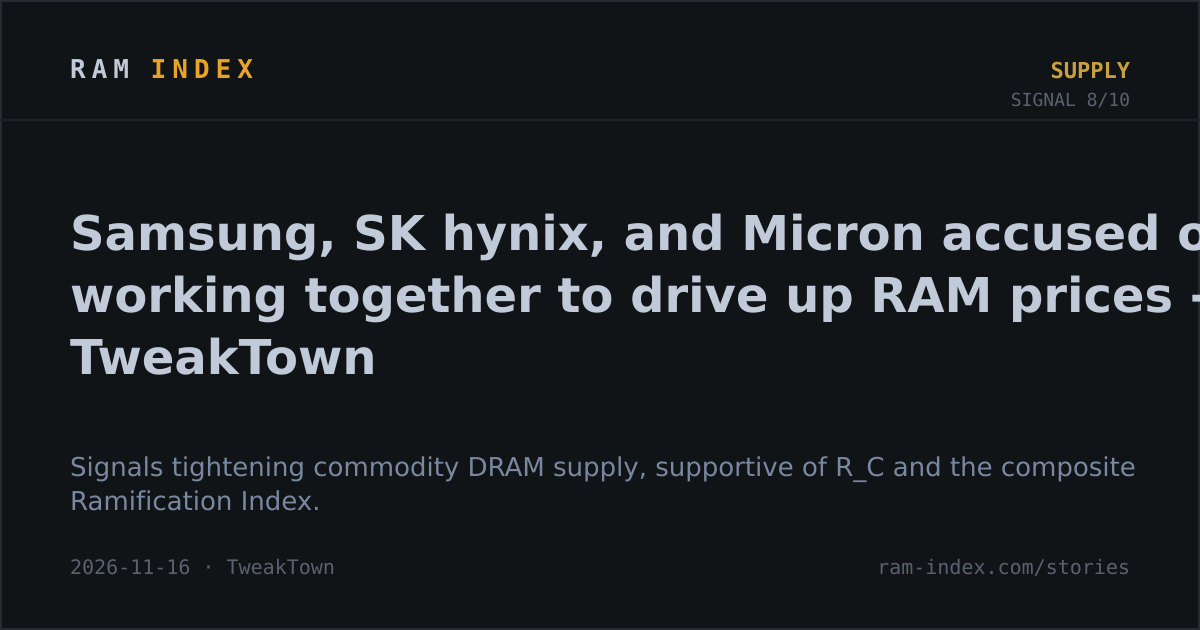 RAM INDEX
SUPPLY
SIGNAL 8/10
Samsung, SK hynix, and Micron accused
working together to drive up RAM prices -
TweakTown
Signals tightening commodity DRAM supply, supportive of R_C and the composite
Ramification Index.
2026-11-16 · TweakTown
ram-index.com/stories